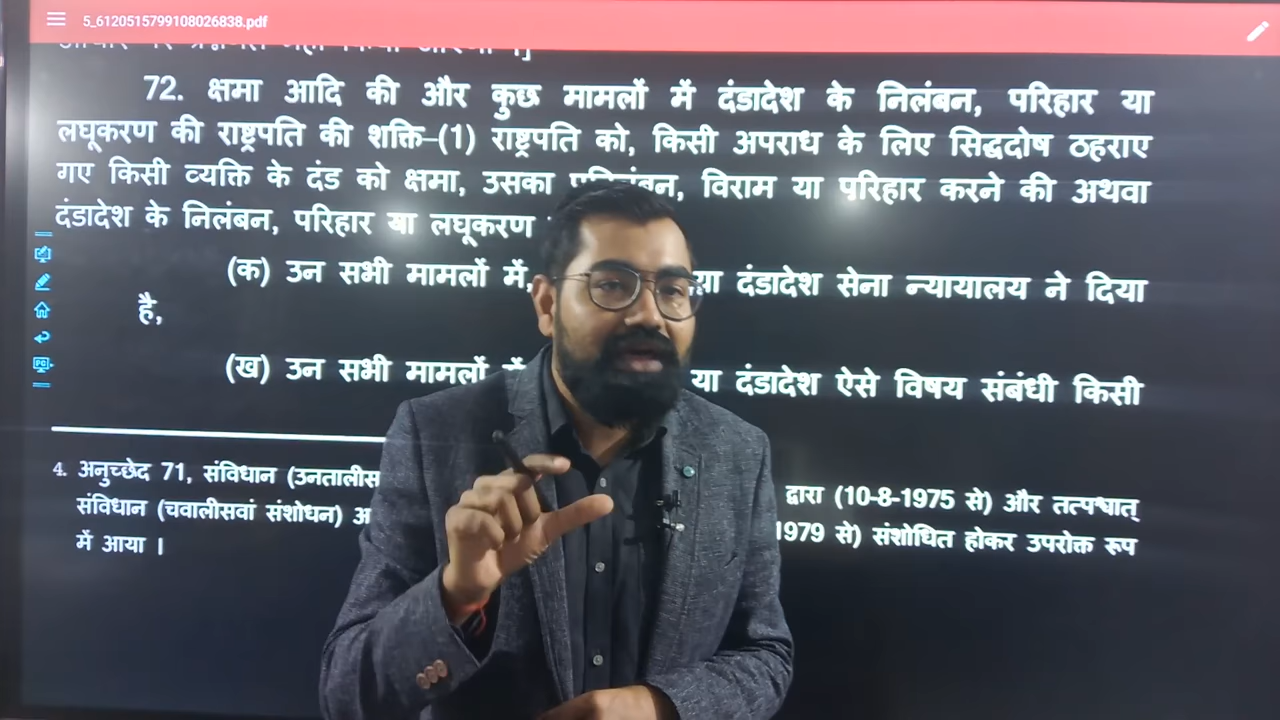 5_6120515799108026838.pdf
72. क्षमा आदि की और कुछ मामलों में दंडादेश के निलंबन, परिहार या
लघूकरण की राष्ट्रपति की शक्ति–(1) राष्ट्रपति को, किसी अपराध के लिए सिद्धदोष ठहराए
गए किसी व्यक्ति के दंड को क्षमा, उसका विराम या परिहार करने की अथवा
दंडादेश के निलंबन, परिहार या लघूकरण
(क) उन सभी मामलों में, दंडादेश सेना न्यायालय ने दिया
है,
(ख) उन सभी मामलों या दंडादेश ऐसे विषय संबंधी किसी
4. अनुच्छेद 71, संविधान (उनतालीस द्वारा (10-8-1975 से) और तत्पश्चात्
संविधान (चवालीसवां संशोधन) 1979 से) संशोधित होकर उपरोक्त रूप
में आया ।